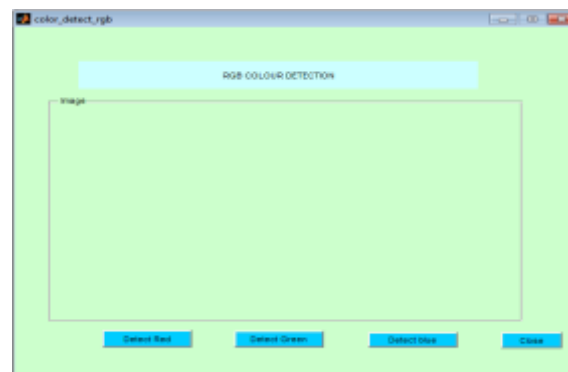 color_detect_rgb
RGB COLOUR DETECTION
Image
Detect Red
Detect Green
Detect blue
Close